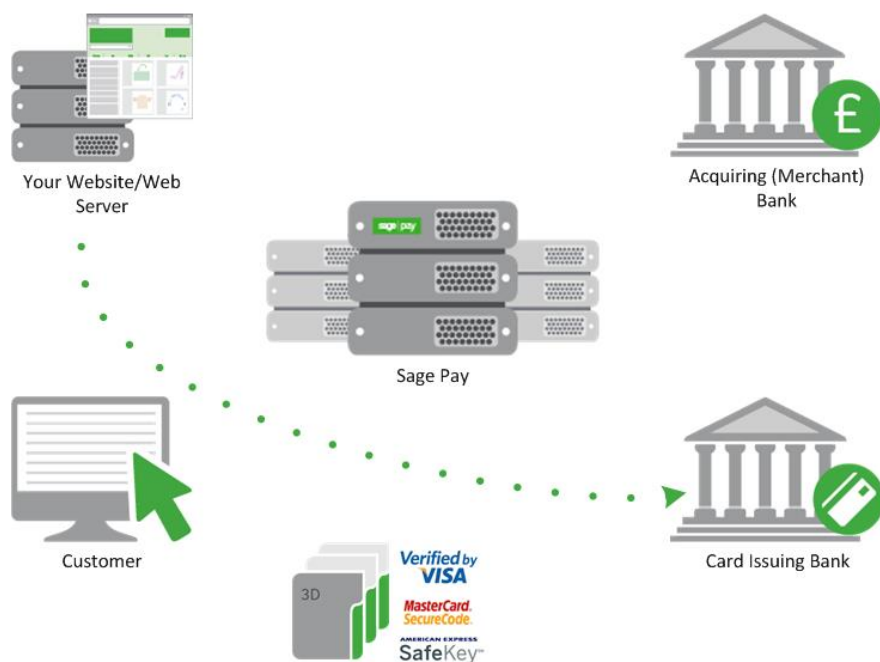 Your Website/Web
Server
Acquiring (Merchant)
Bank
£
sage pay
Sage Pay
Customer
Card Issuing Bank
3D
Verified by
VISA
MasterCard.
SecureCode.
AMERICAN EXPRESS
SafeKey℠